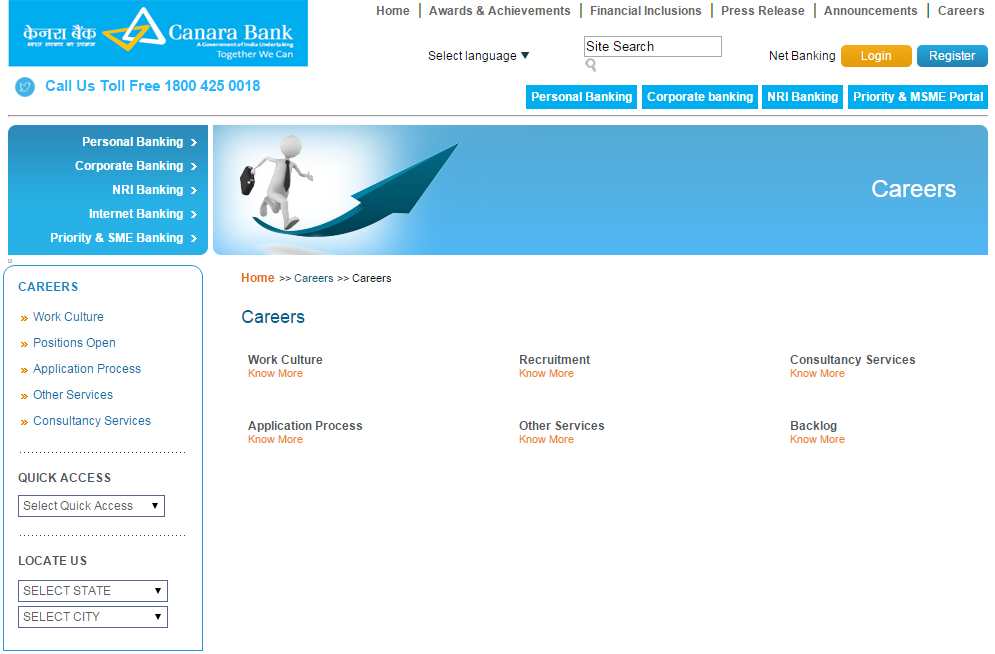 Home | Awards & Achievements | Financial Inclusions | Press Release | Announcements | Careers
केनरा बैंक Canara Bank
A Government of India Undertaking
Together We Can
Select language ▼ Site Search Net Banking Login Register
Call Us Toll Free 1800 425 0018
Personal Banking Corporate banking NRI Banking Priority & MSME Portal
Personal Banking
Corporate Banking
NRI Banking
Internet Banking
Priority & SME Banking
Careers
Home >> Careers >> Careers
CAREERS
Work Culture
Positions Open
Application Process
Other Services
Consultancy Services
QUICK ACCESS
Select Quick Access
LOCATE US
SELECT STATE
SELECT CITY
Careers
Work Culture
Know More
Recruitment
Know More
Consultancy Services
Know More
Application Process
Know More
Other Services
Know More
Backlog
Know More